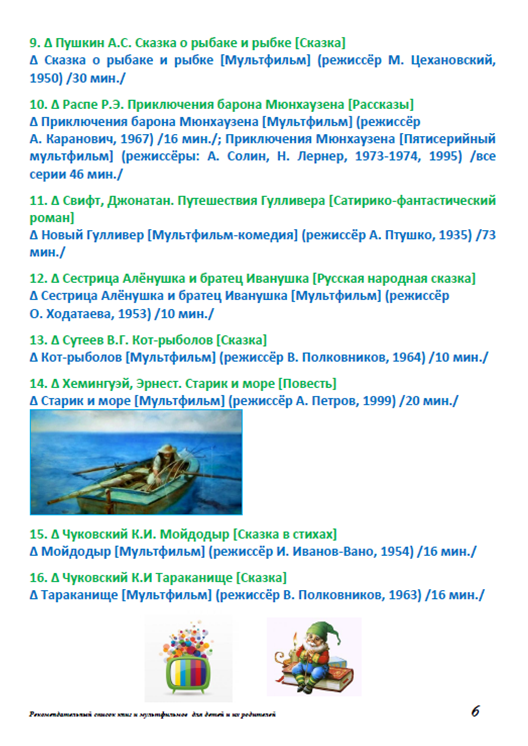 9. Δ Пушкин А.С. Сказка о рыбаке и рыбке [Сказка]
Δ Сказка о рыбаке и рыбке [Мультфильм] (режиссёр М. Цехановский,
1950) /30 мин./
10. Δ Распе Р.Э. Приключения барона Мюнхаузена [Рассказы]
Δ Приключения барона Мюнхаузена [Мультфильм] (режиссёр
А. Каранович, 1967) /16 мин./; Приключения Мюнхаузена [Пятисерийный
мультфильм] (режиссёры: А. Солин, Н. Лернер, 1973-1974, 1995) /все
серии 46 мин./
11. Δ Свифт, Джонатан. Путешествия Гулливера [Сатирико-фантастический
роман]
Δ Новый Гулливер [Мультфильм-комедия] (режиссёр А. Птушко, 1935) /73
мин./
12. Δ Сестрица Алёнушка и братец Иванушка [Русская народная сказка]
Δ Сестрица Алёнушка и братец Иванушка [Мультфильм] (режиссёр
О. Ходатаева, 1953) /10 мин./
13. Δ Сутеев В.Г. Кот-рыболов [Сказка]
Δ Кот-рыболов [Мультфильм] (режиссёр В. Полковников, 1964) /10 мин./
14. Δ Хемингуэй, Эрнест. Старик и море [Повесть]
Δ Старик и море [Мультфильм] (режиссёр А. Петров, 1999) /20 мин./
15. Δ Чуковский К.И. Мойдодыр [Сказка в стихах]
Δ Мойдодыр [Мультфильм] (режиссёр И. Иванов-Вано, 1954) /16 мин./
16. Δ Чуковский К.И Тараканище [Сказка]
Δ Тараканище [Мультфильм] (режиссёр В. Полковников, 1963) /16 мин./
Рекомендательный список книг и мультфильмов для детей и их родителей
6